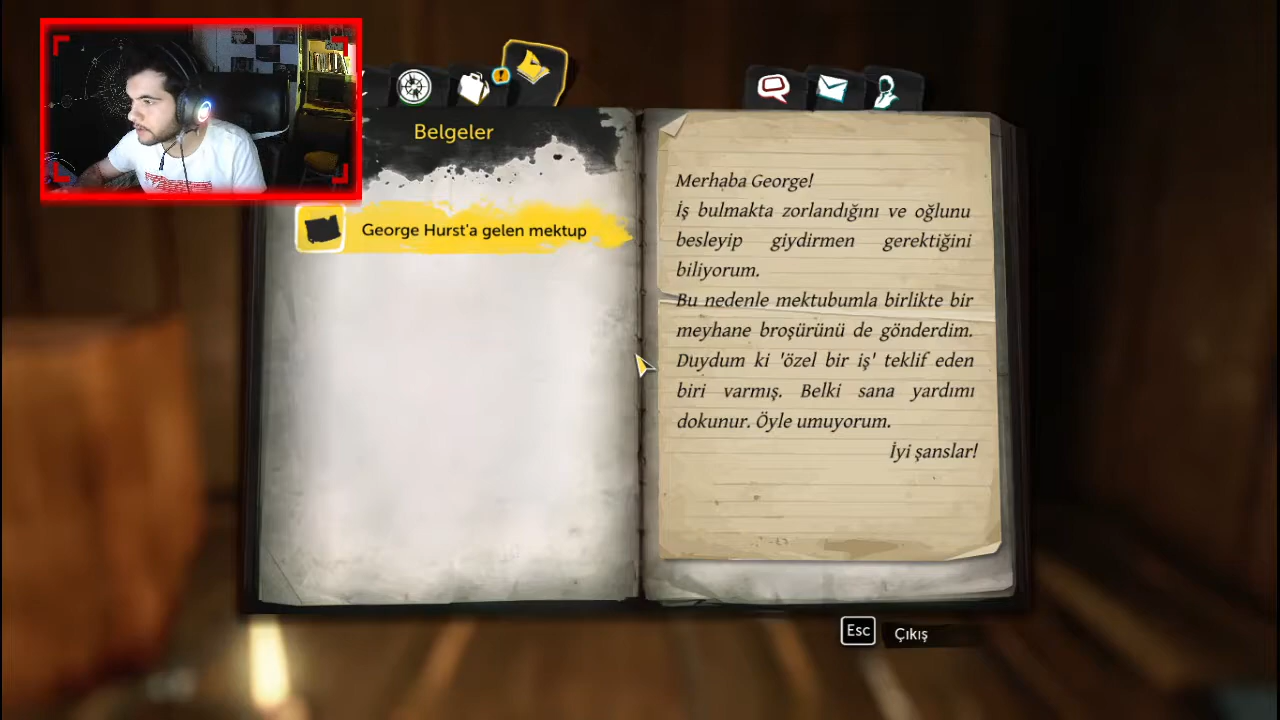 Belgeler
George Hurst'a gelen mektup
Merhaba George!
İş bulmakta zorlandığını ve oğlunu
besleyip giydirmen gerektiğini
biliyorum.
Bu nedenle mektubumla birlikte bir
meyhane broşürünü de gönderdim.
Duydum ki 'özel bir iş' teklif eden
biri varmış. Belki sana yardımı
dokunur. Öyle umuyorum.
İyi şanslar!
Esc Çıkış